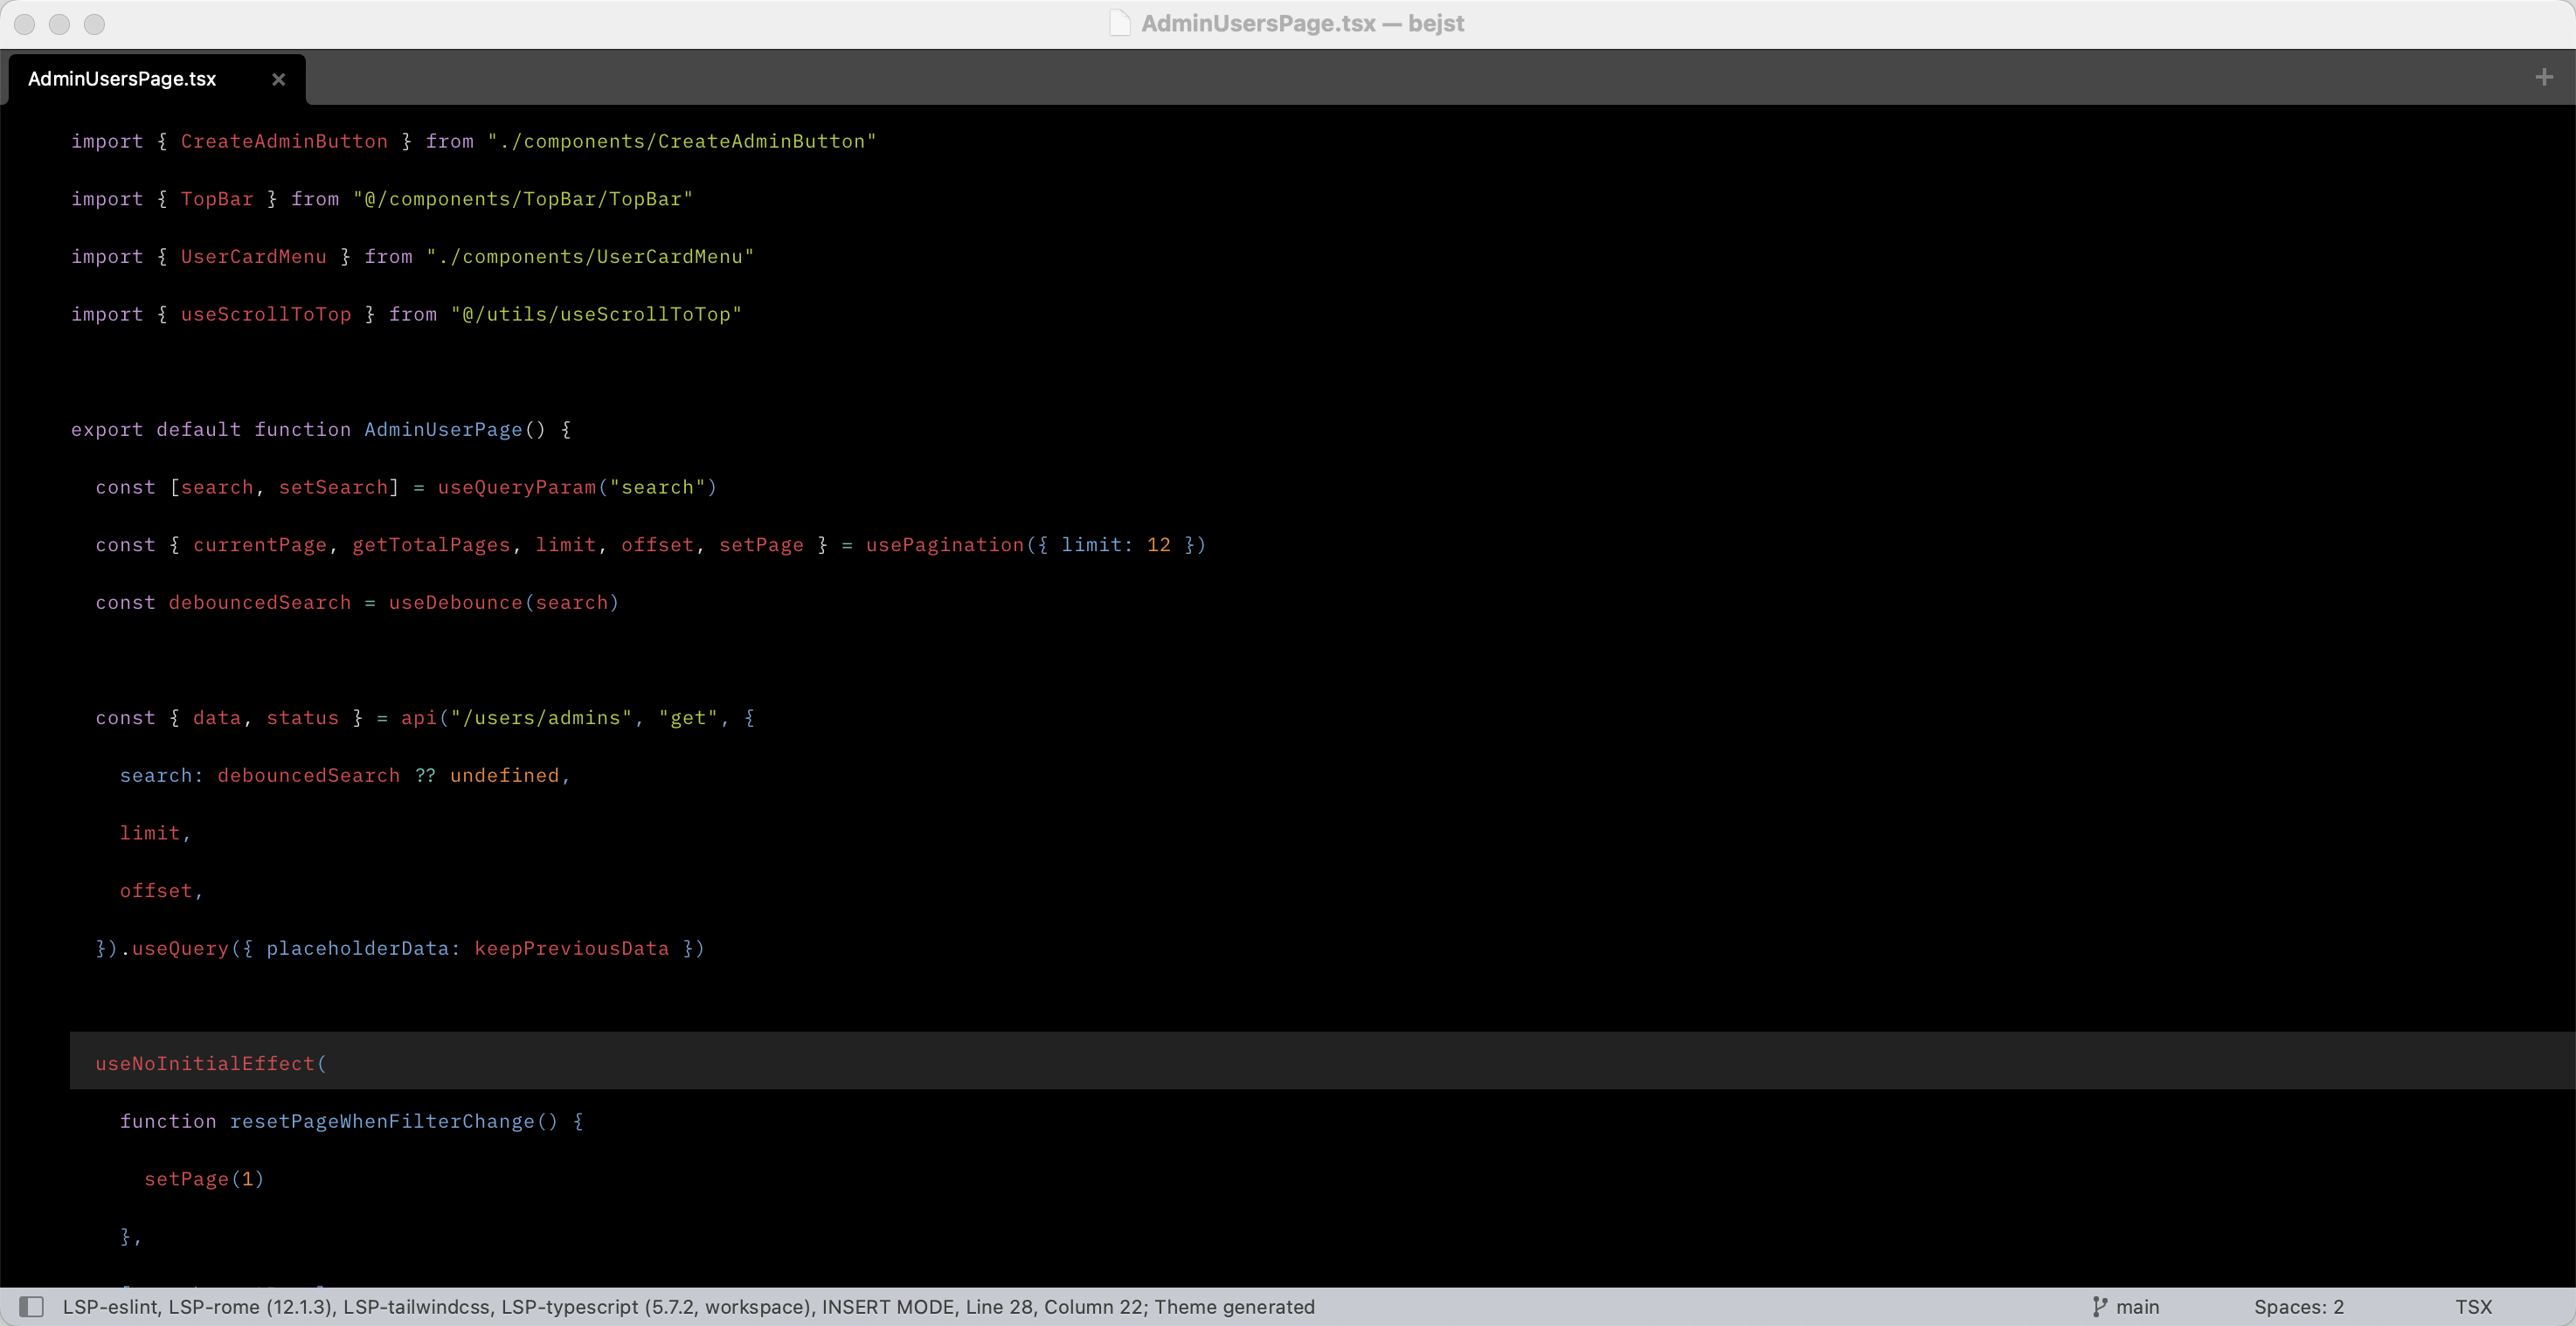 AdminUsersPage.tsx — bejst
AdminUsersPage.tsx
import { CreateAdminButton } from "./components/CreateAdminButton"
import { TopBar } from "@/components/TopBar/TopBar"
import { UserCardMenu } from "./components/UserCardMenu"
import { useScrollToTop } from "@/utils/useScrollToTop"
export default function AdminUserPage() {
const [search, setSearch] = useQueryParam("search")
const { currentPage, getTotalPages, limit, offset, setPage } = usePagination({ limit: 12 })
const debouncedSearch = useDebounce(search)
const { data, status } = api("/users/admins", "get", {
search: debouncedSearch ?? undefined,
limit,
offset,
}).useQuery({ placeholderData: keepPreviousData })
useNoInitialEffect(
function resetPageWhenFilterChange() {
setPage(1)
},
LSP-eslint, LSP-rome (12.1.3), LSP-tailwindcss, LSP-typescript (5.7.2, workspace), INSERT MODE, Line 28, Column 22; Theme generated
main
Spaces: 2
TSX